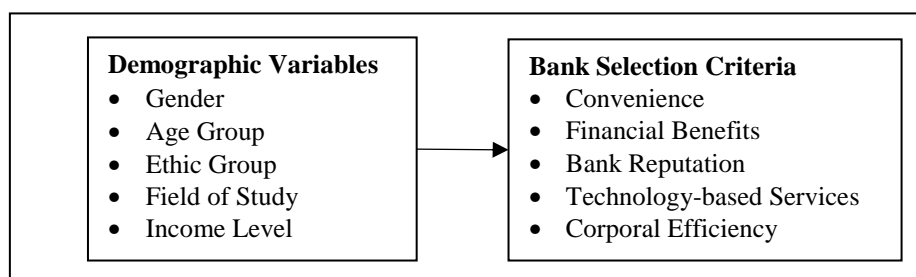 Demographic Variables
• Gender
• Age Group
• Ethic Group
• Field of Study
• Income Level
Bank Selection Criteria
• Convenience
• Financial Benefits
• Bank Reputation
• Technology-based Services
• Corporal Efficiency